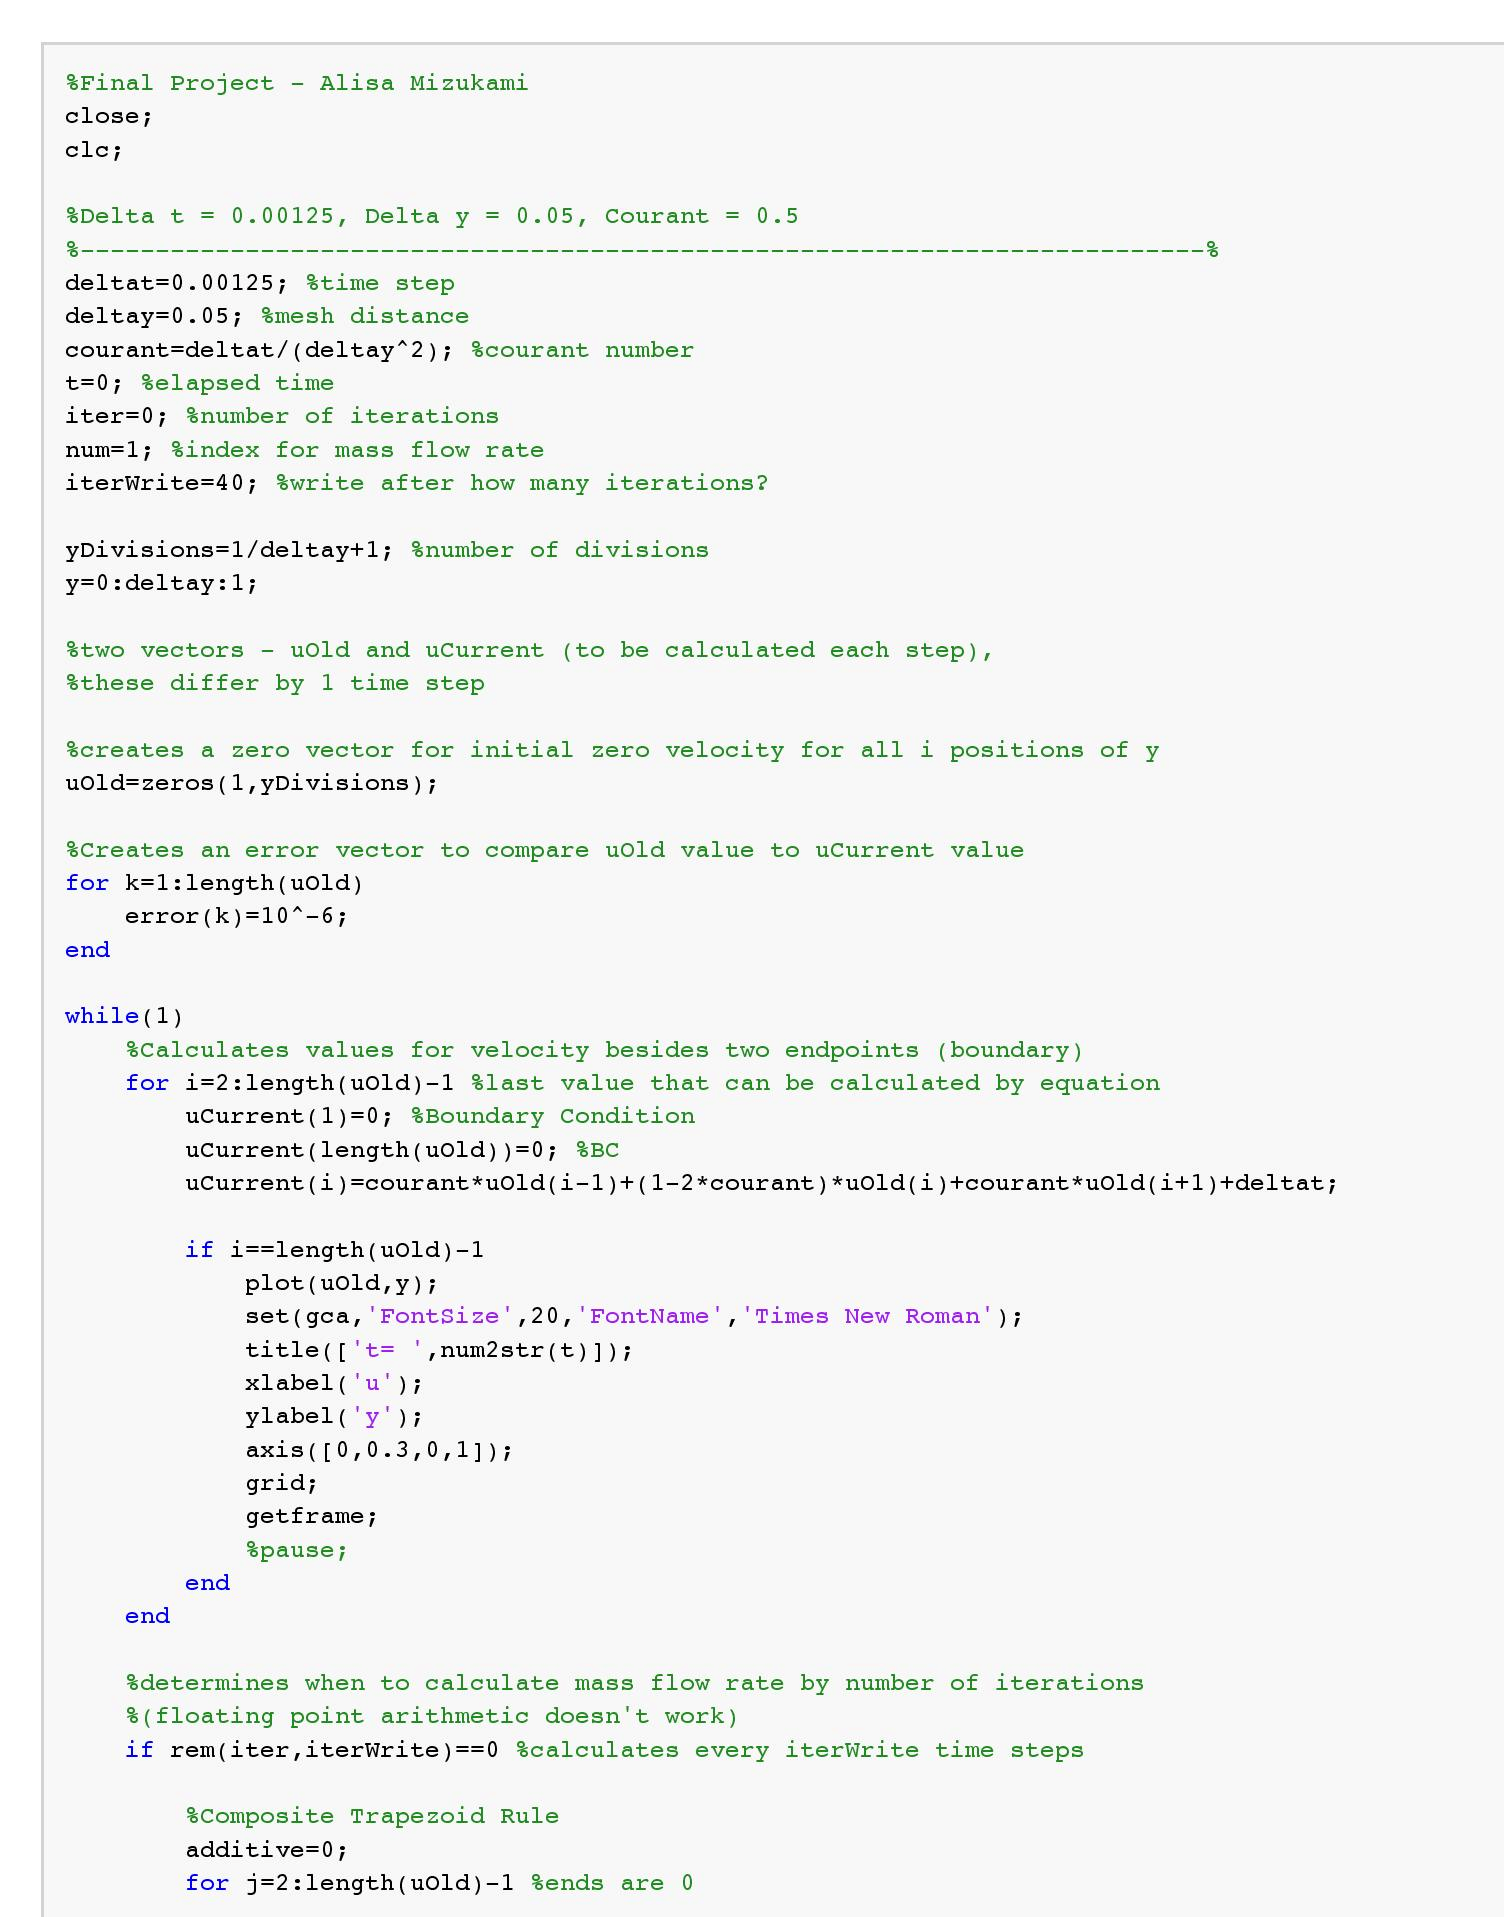 %Final Project - Alisa Mizukami
close;
clc;
%Delta t = 0.00125, Delta y = 0.05, Courant = 0.5
%---------------------------------------------------------------------------%
deltat=0.00125; %time step
deltay=0.05; %mesh distance
courant=deltat/(deltay^2); %courant number
t=0; %elapsed time
iter=0; %number of iterations
num=1; %index for mass flow rate
iterWrite=40; %write after how many iterations?
yDivisions=1/deltay+1; %number of divisions
y=0:deltay:1;
%two vectors - uOld and uCurrent (to be calculated each step),
%these differ by 1 time step
%creates a zero vector for initial zero velocity for all i positions of y
uOld=zeros(1,yDivisions);
%Creates an error vector to compare uOld value to uCurrent value
for k=1:length(uOld)
    error(k)=10^-6;
end
while(1)
    %Calculates values for velocity besides two endpoints (boundary)
    for i=2:length(uOld)-1 %last value that can be calculated by equation
        uCurrent(1)=0; %Boundary Condition
        uCurrent(length(uOld))=0; %BC
        uCurrent(i)=courant*uOld(i-1)+(1-2*courant)*uOld(i)+courant*uOld(i+1)+deltat;
        if i==length(uOld)-1
            plot(uOld,y);
            set(gca,'FontSize',20,'FontName','Times New Roman');
            title(['t= ',num2str(t)]);
            xlabel('u');
            ylabel('y');
            axis([0,0.3,0,1]);
            grid;
            getframe;
            %pause;
        end
    end
    %determines when to calculate mass flow rate by number of iterations
    %(floating point arithmetic doesn't work)
    if rem(iter,iterWrite)==0 %calculates every iterWrite time steps
        %Composite Trapezoid Rule
        additive=0;
        for j=2:length(uOld)-1 %ends are 0